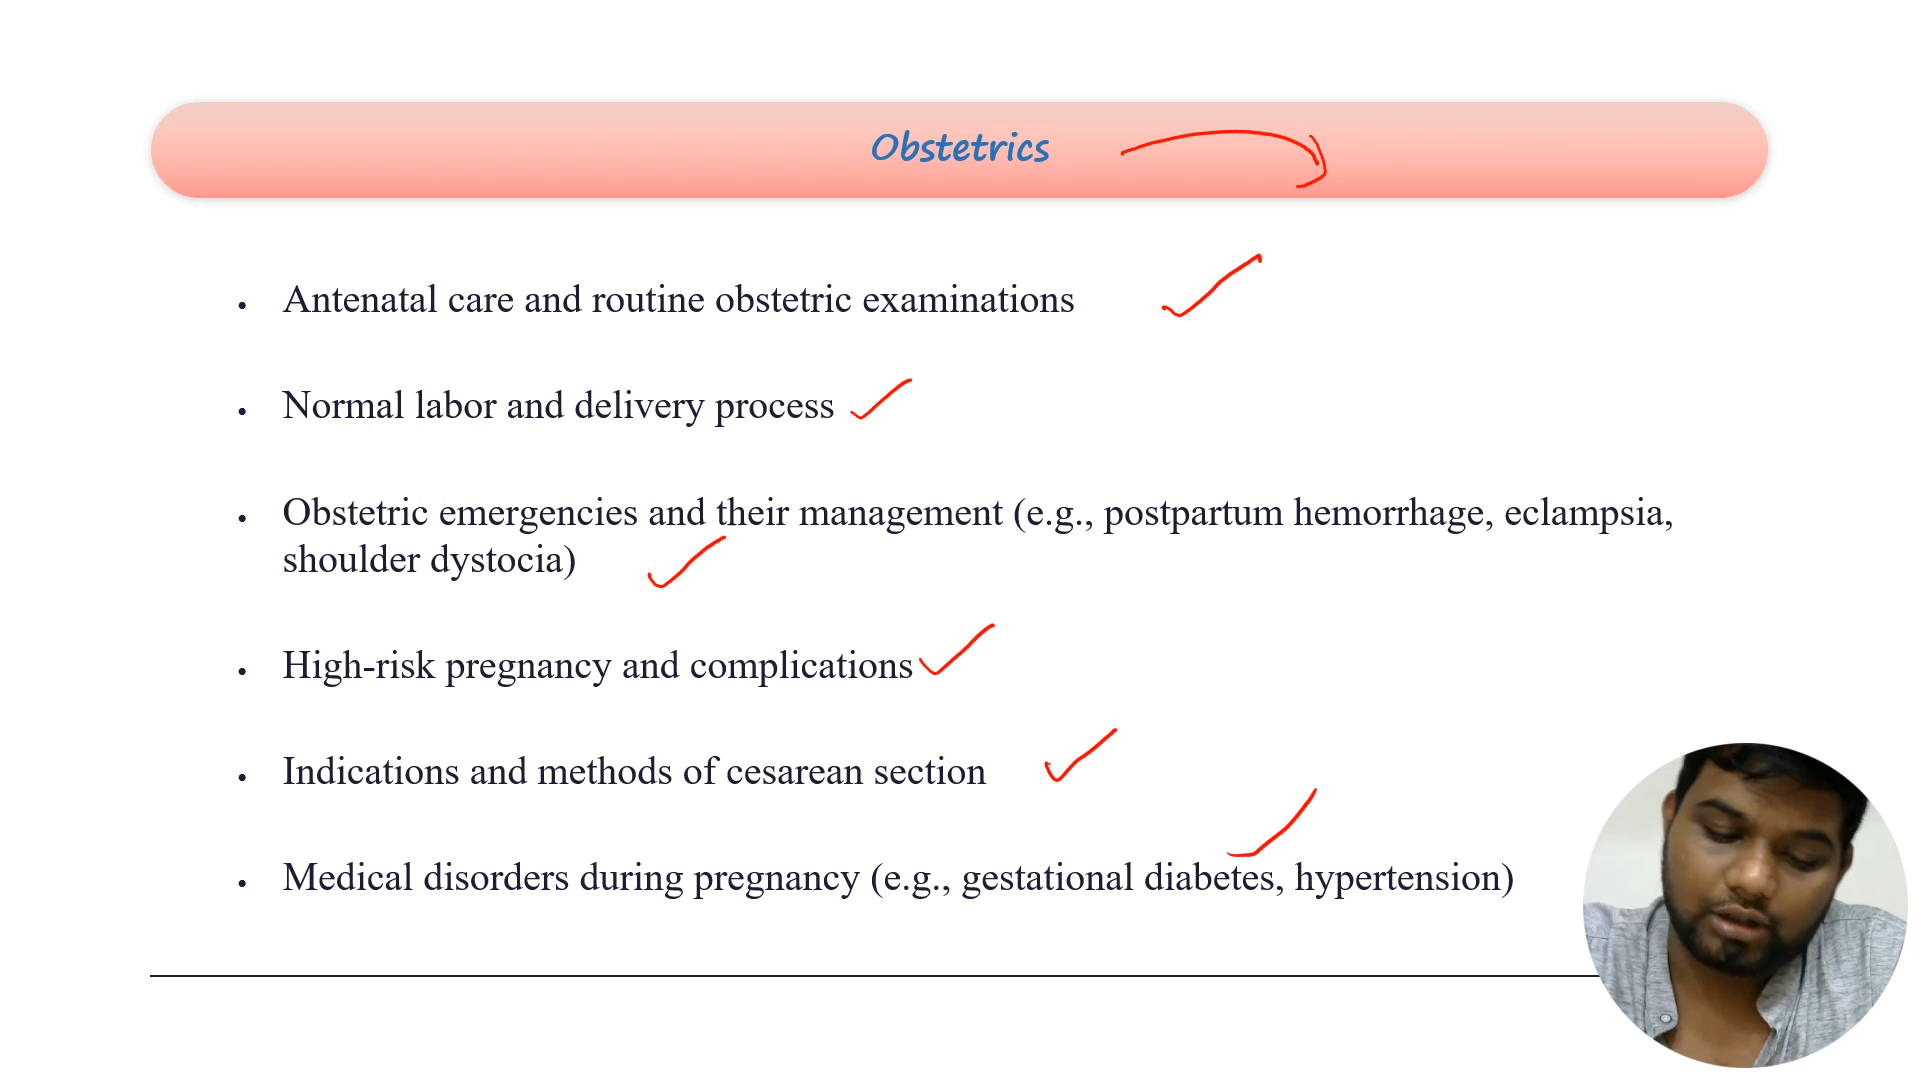 Obstetrics
• Antenatal care and routine obstetric examinations
• Normal labor and delivery process
• Obstetric emergencies and their management (e.g., postpartum hemorrhage, eclampsia,
shoulder dystocia)
• High-risk pregnancy and complications
• Indications and methods of cesarean section
• Medical disorders during pregnancy (e.g., gestational diabetes, hypertension)